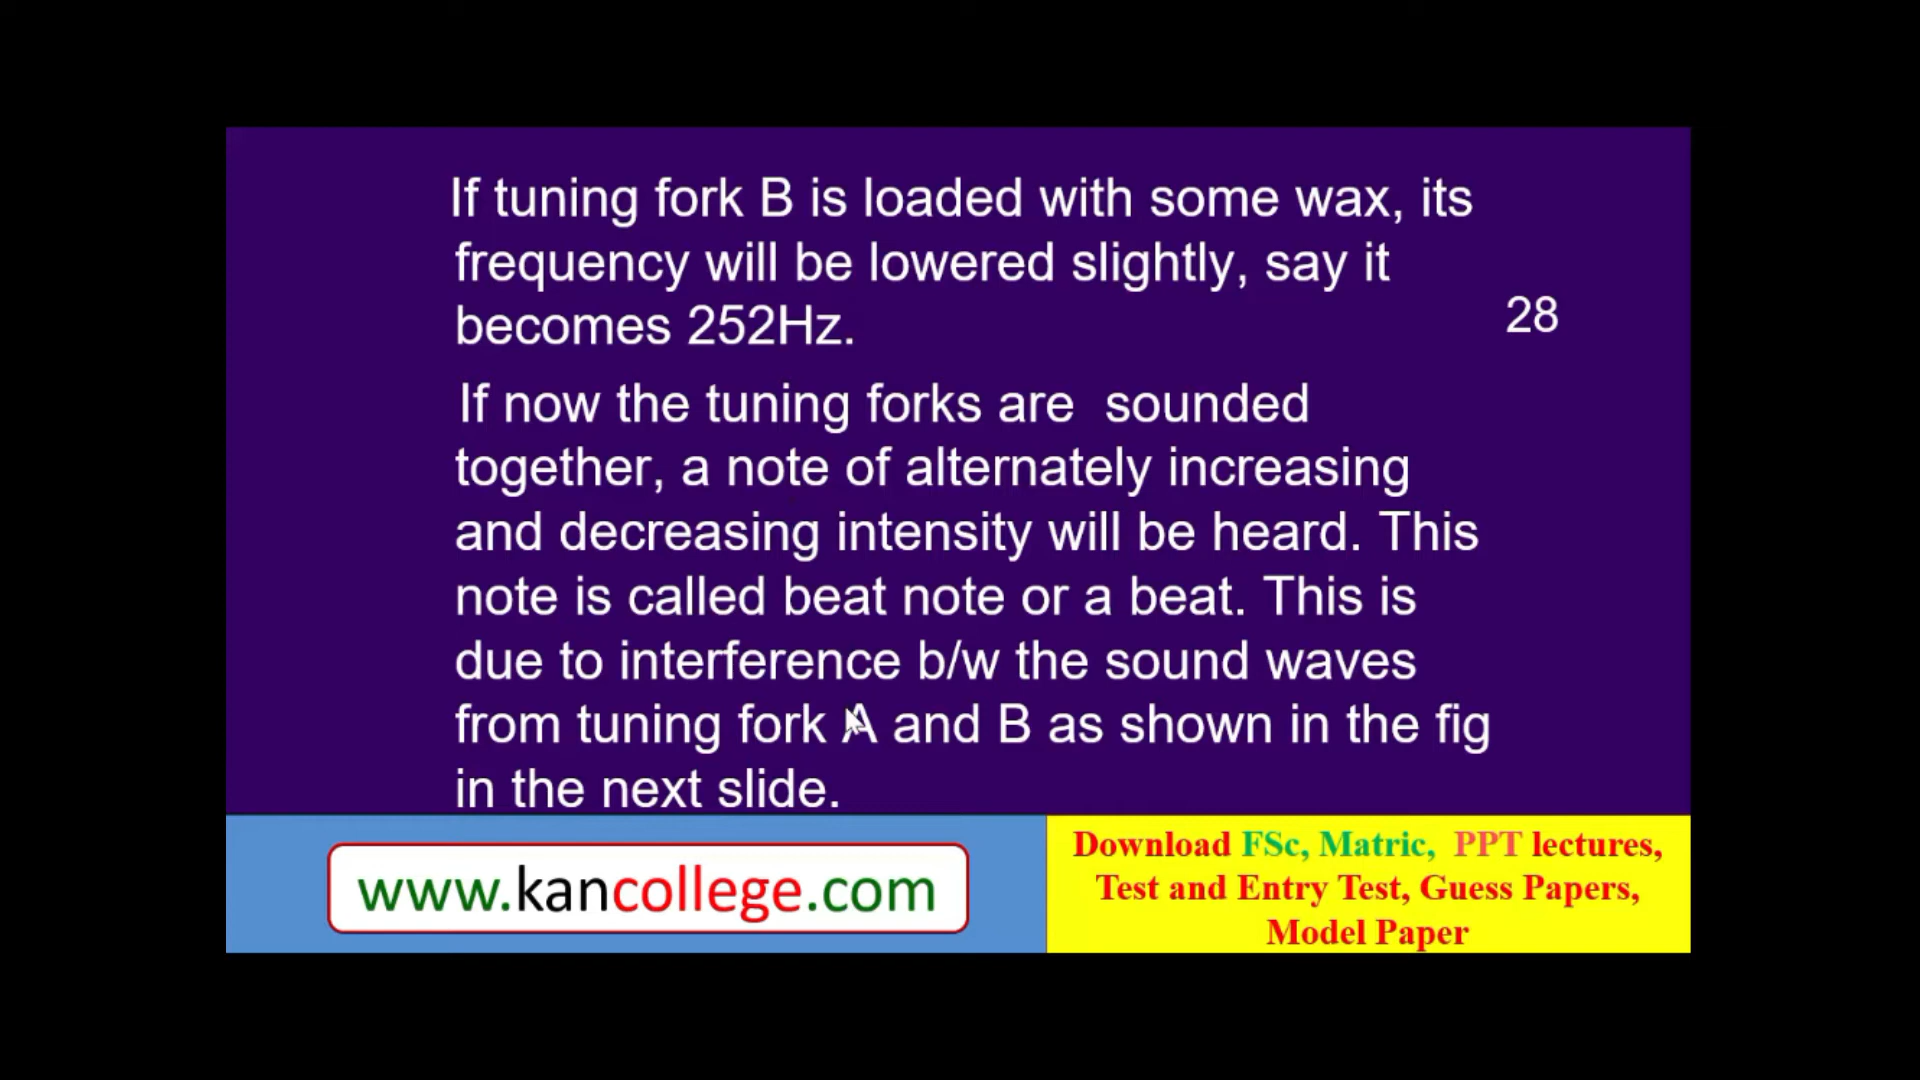 If tuning fork B is loaded with some wax, its
frequency will be lowered slightly, say it
becomes 252Hz.
28
If now the tuning forks are sounded
together, a note of alternately increasing
and decreasing intensity will be heard. This
note is called beat note or a beat. This is
due to interference b/w the sound waves
from tuning fork A and B as shown in the fig
in the next slide.
www.kancollege.com
Download FSc, Matric, PPT lectures,
Test and Entry Test, Guess Papers,
Model Paper